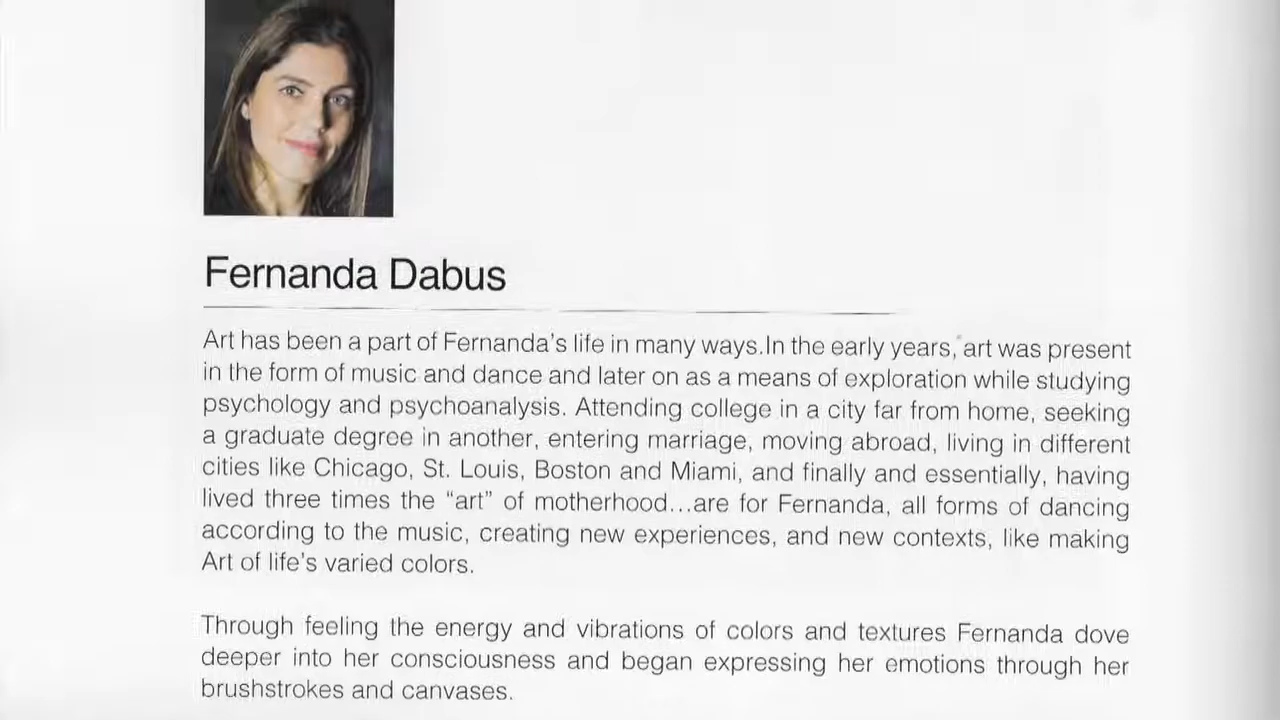 Fernanda Dabus
Art has been a part of Fernanda's life in many ways.In the early years, art was present
in the form of music and dance and later on as a means of exploration while studying
psychology and psychoanalysis. Attending college in a city far from home, seeking
a graduate degree in another, entering marriage, moving abroad, living in different
cities like Chicago, St. Louis, Boston and Miami, and finally and essentially, having
lived three times the “art” of motherhood...are for Fernanda, all forms of dancing
according to the music, creating new experiences, and new contexts, like making
Art of life's varied colors.
Through feeling the energy and vibrations of colors and textures Fernanda dove
deeper into her consciousness and began expressing her emotions through her
brushstrokes and canvases.